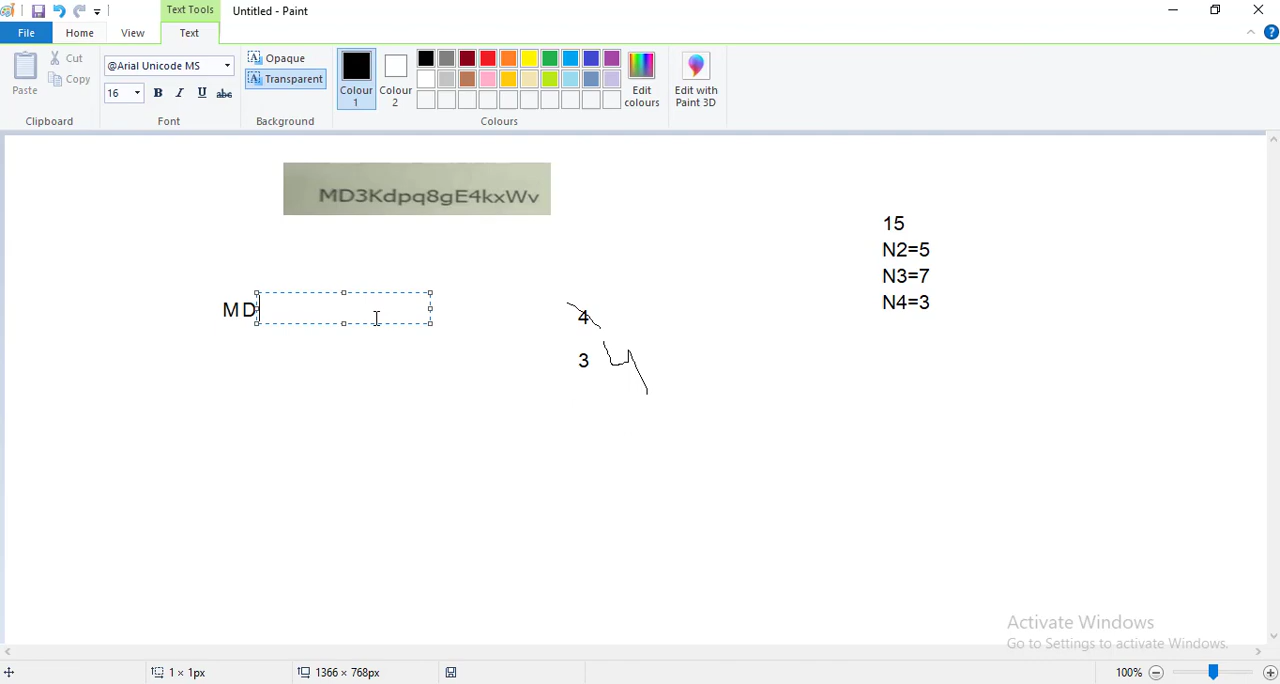 Text Tools
Untitled - Paint
File
Home
View
Text
Paste
Cut
Copy
Clipboard
@Arial Unicode MS
16
B I U abc
Font
Opaque
Transparent
Background
Colour 1
Colour 2
Edit colours
Colours
Edit with Paint 3D
MD3Kdpq8gE4kxWv
15
N2=5
N3=7
N4=3
MD
4
3
Activate Windows
Go to Settings to activate Windows.
1 × 1px
1366 × 768px
100%